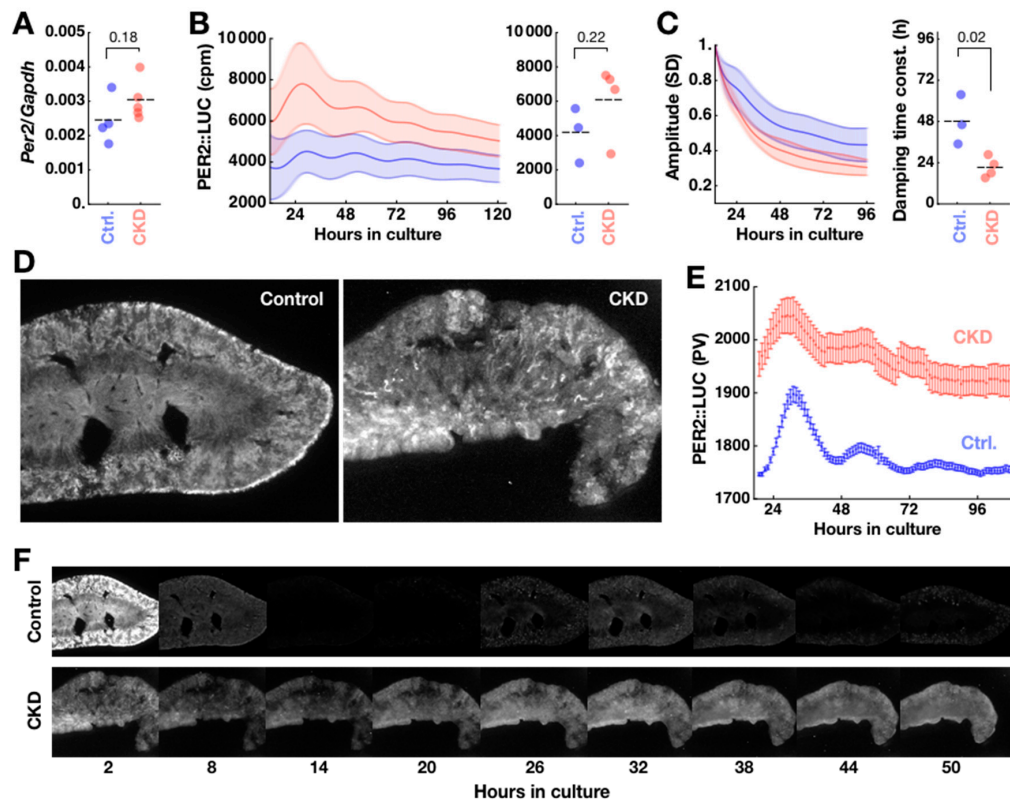 A
0.005
0.004
0.003
0.002
0.001
0.
Per2/Gapdh
0.18
Ctrl.
CKD
B
10 000
8000
6000
4000
2000
PER2::LUC (cpm)
24 48 72 96 120
Hours in culture
10 000
8000
6000
4000
2000
0
0.22
Ctrl.
CKD
C
1.
0.8
0.6
0.4
0.2
Amplitude (SD)
24 48 72 96
Hours in culture
96
72
48
24
0
Damping time const. (h)
0.02
Ctrl.
CKD
D
Control
CKD
E
2100
2000
1900
1800
1700
PER2::LUC (PV)
CKD
Ctrl.
24 48 72 96
Hours in culture
F
Control
CKD
2 8 14 20 26 32 38 44 50
Hours in culture